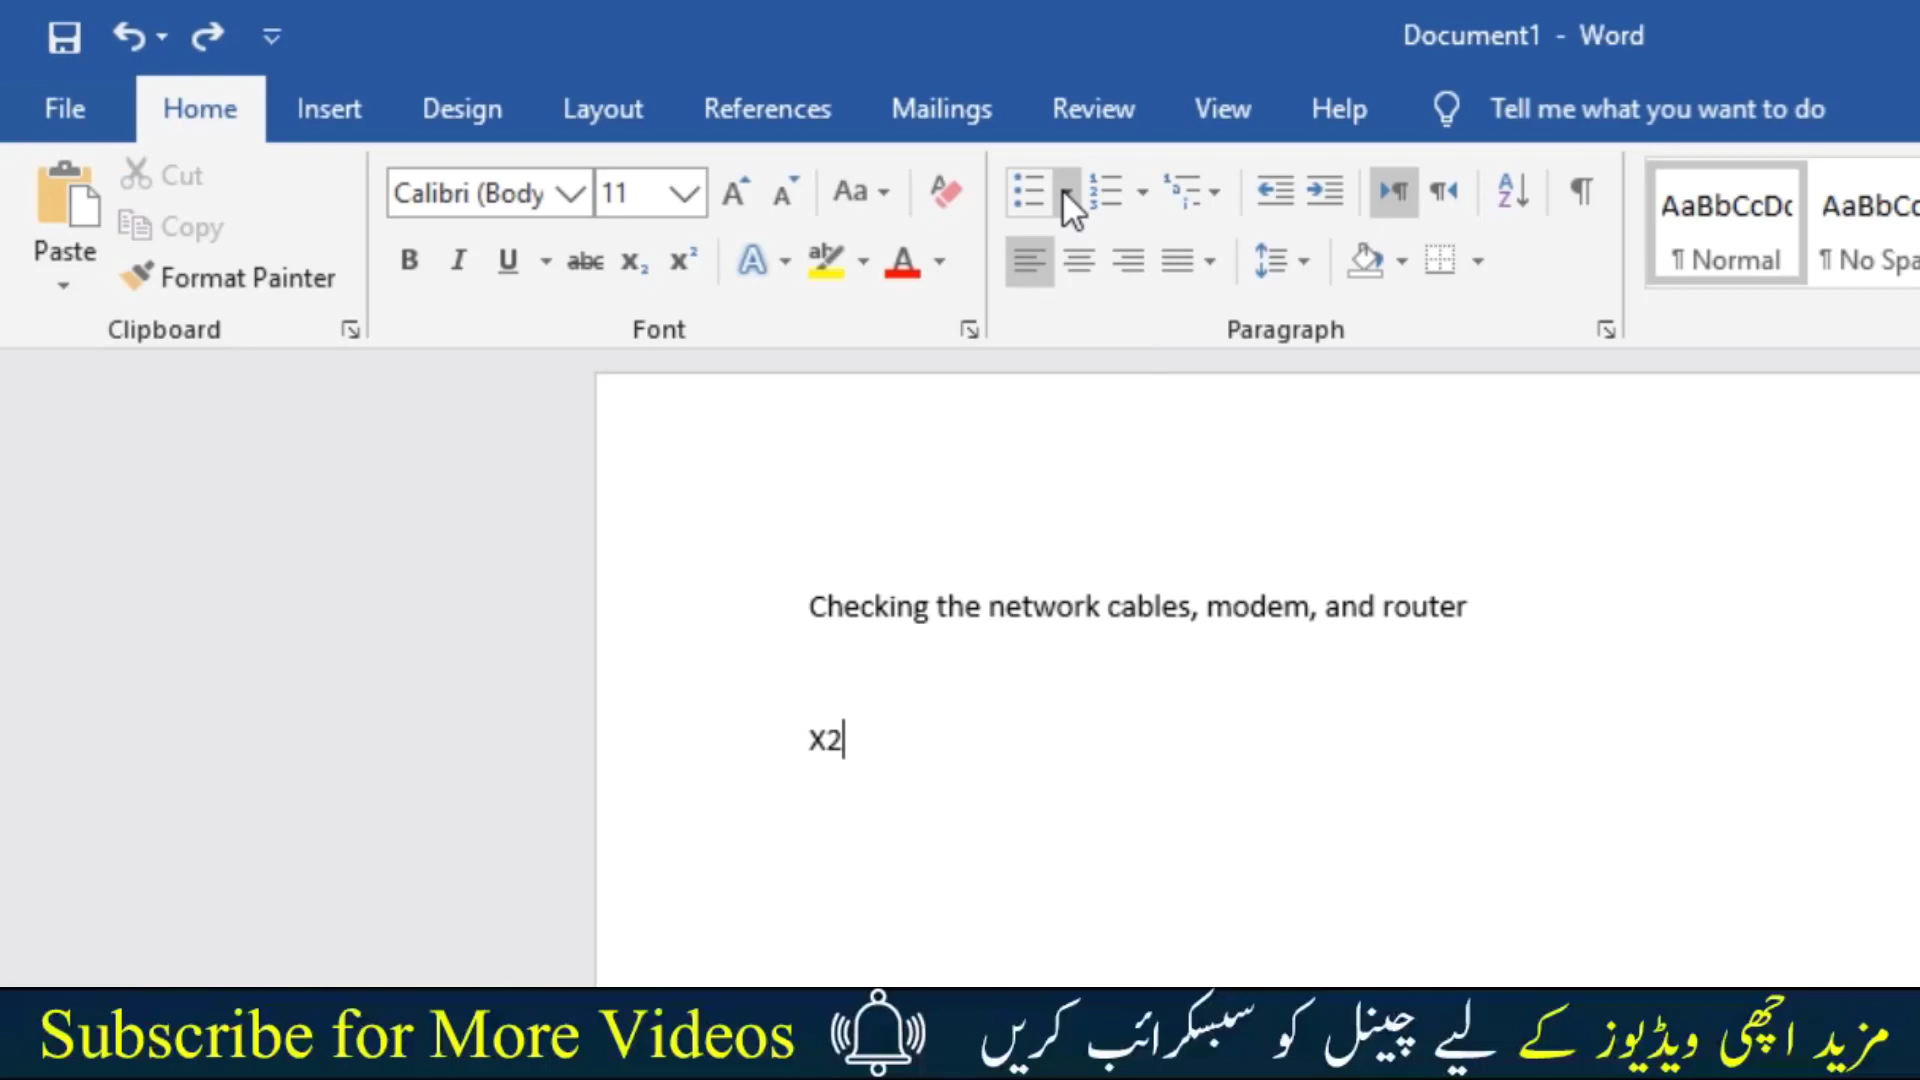 Document1 - Word
File Home Insert Design Layout References Mailings Review View Help Tell me what you want to do
Paste
Cut
Copy
Format Painter
Clipboard
Calibri (Body 11
Font
Paragraph
AaBbCcDc
¶ Normal
AaBbCc
¶ No Spa
Checking the network cables, modem, and router
X2
Subscribe for More Videos
مزید اچھی ویڈیوز کے لیے چینل کو سبسکرائب کریں